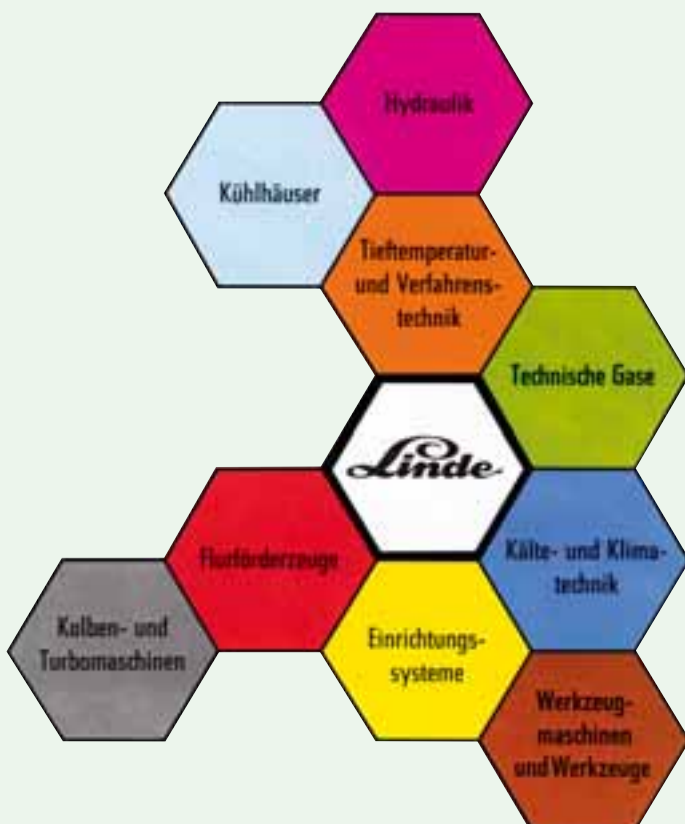 Hydraulik
Kühlhäuser
Tieftemperatur-
und Verfahrens-
technik
Technische Gase
Linde
Flurförderzeuge
Kälte- und Klima-
technik
Kolben- und
Turbomaschinen
Einrichtungs-
systeme
Werkzeug-
maschinen
und Werkzeuge